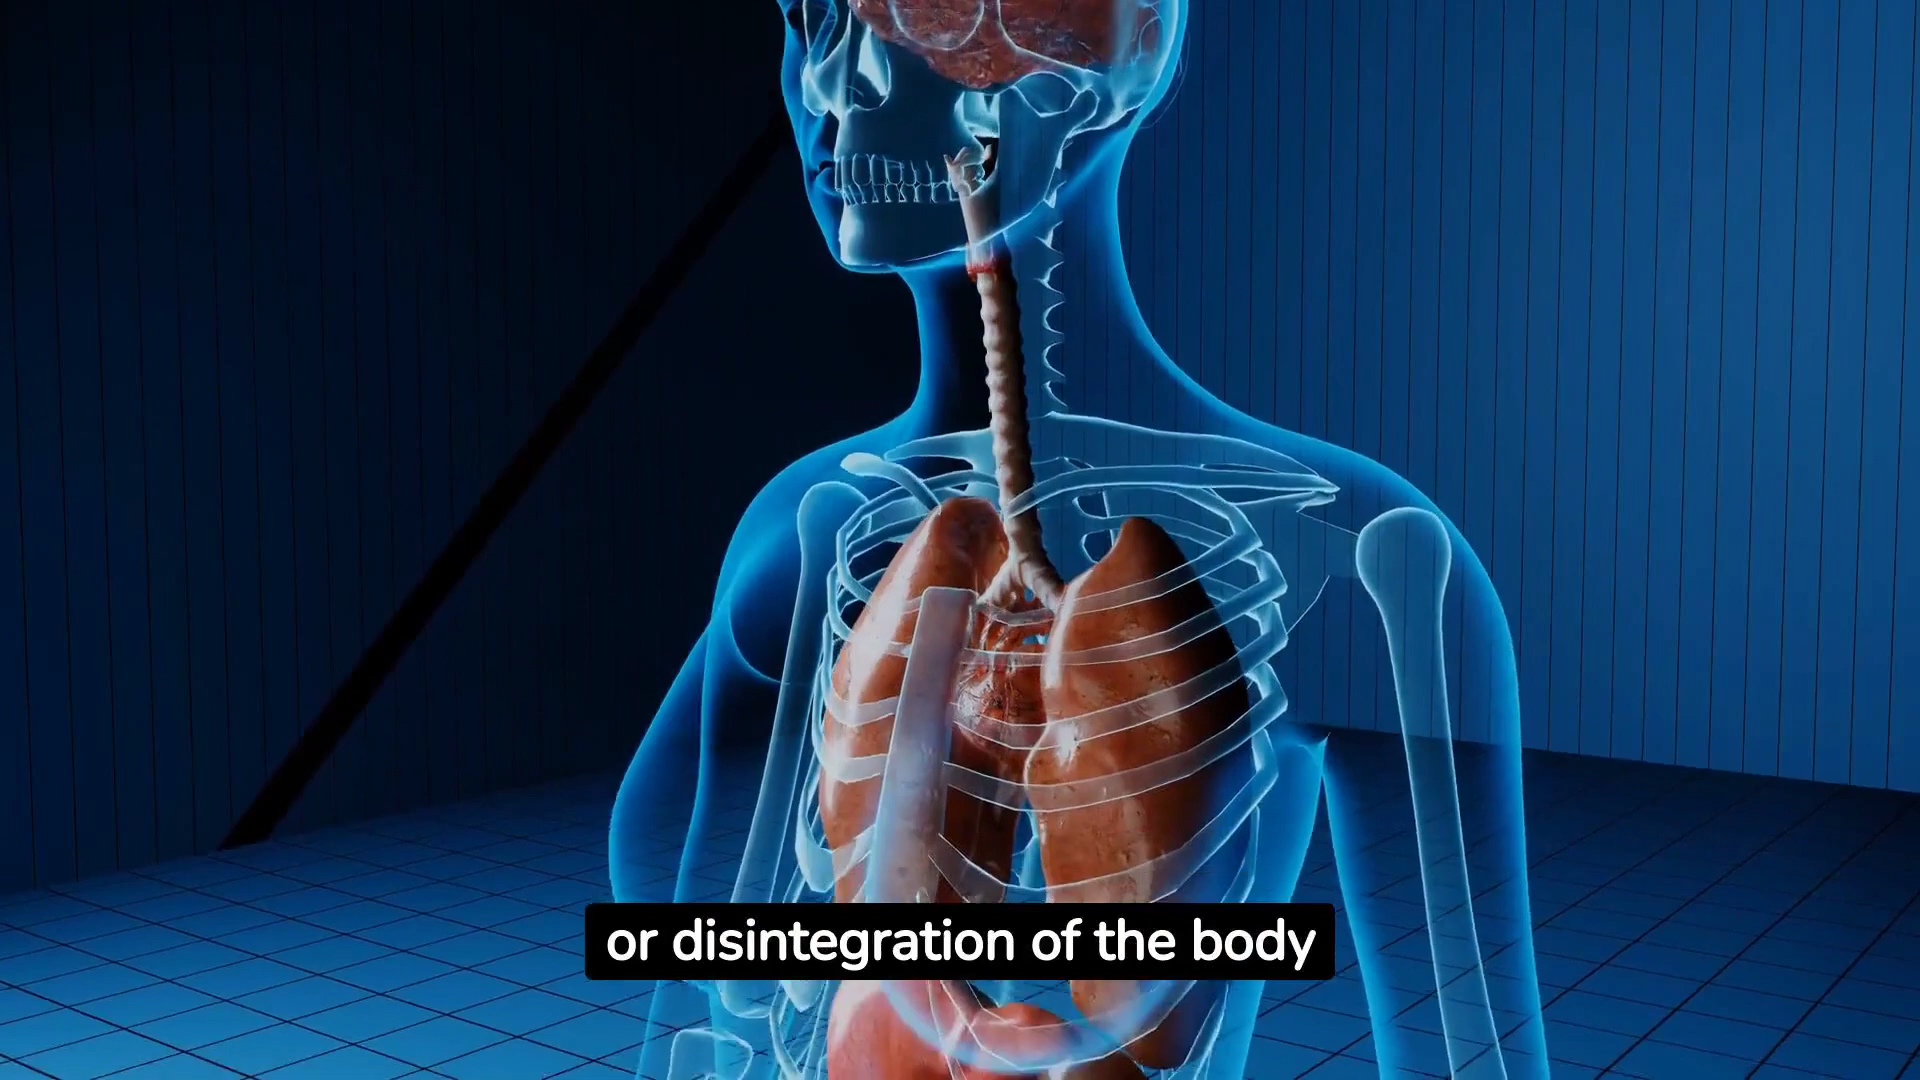 or disintegration of the body